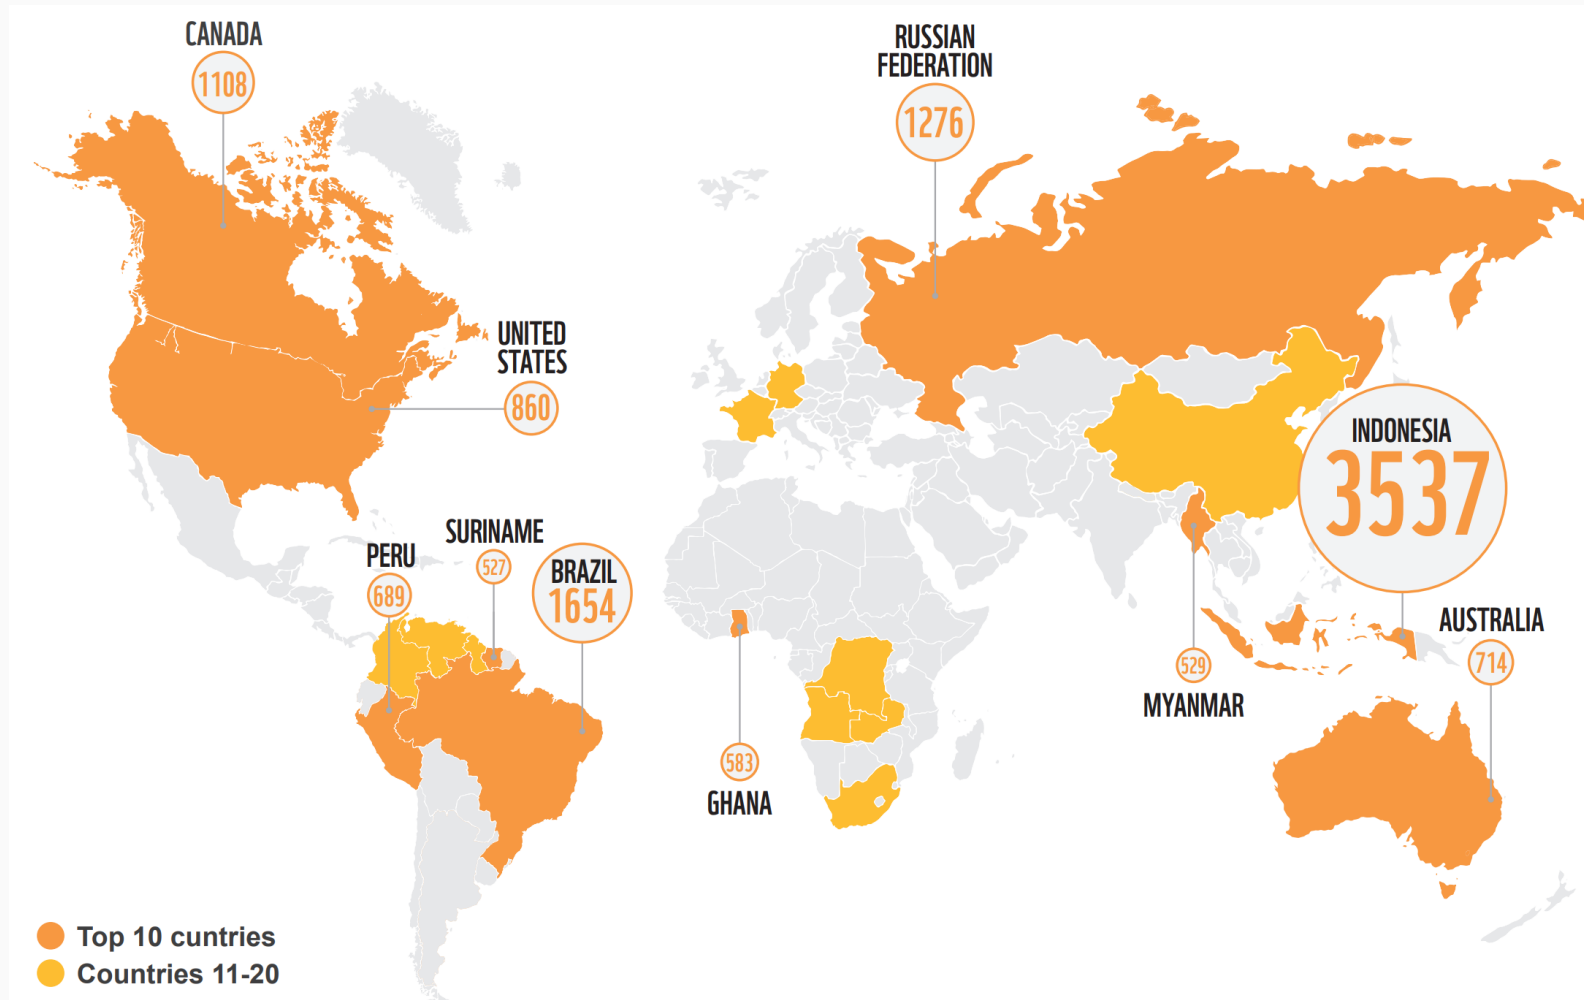 CANADA
1108
RUSSIAN
FEDERATION
1276
UNITED
STATES
860
INDONESIA
3537
SURINAME
527
PERU
689
BRAZIL
1654
AUSTRALIA
714
529
MYANMAR
583
GHANA
Top 10 cuntries
Countries 11-20